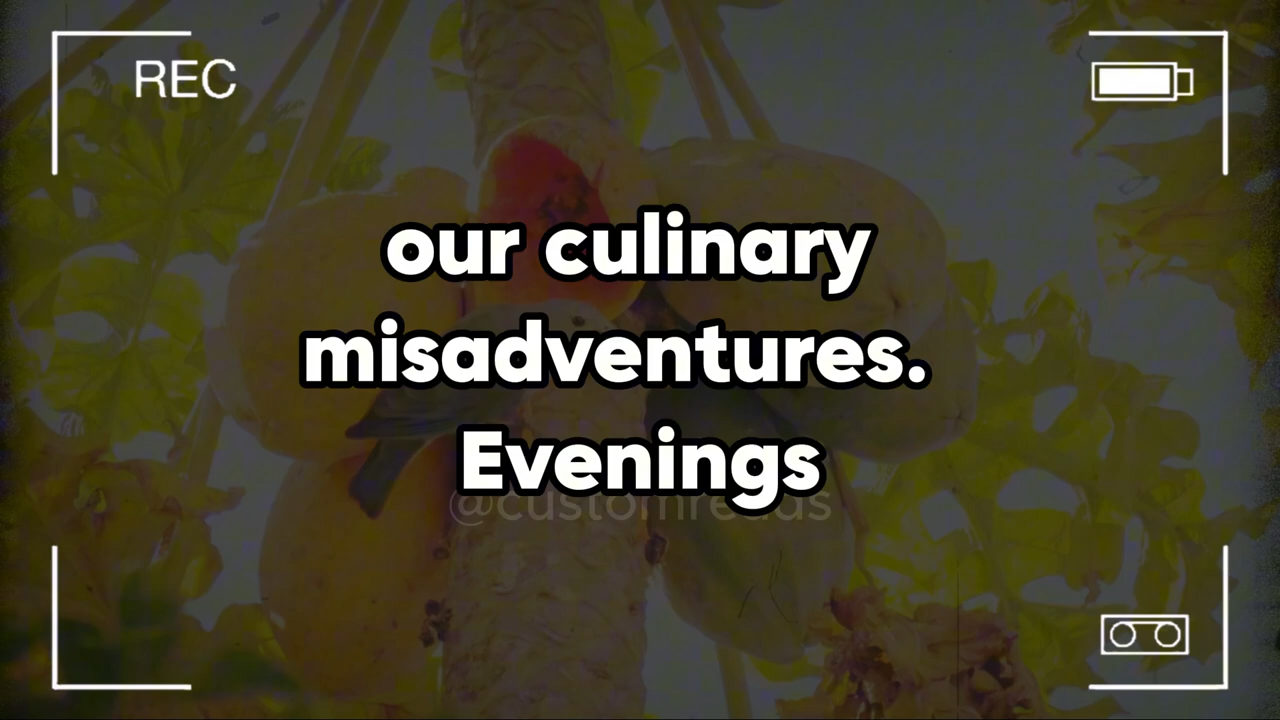 REC
our culinary
misadventures.
Evenings
@customreads